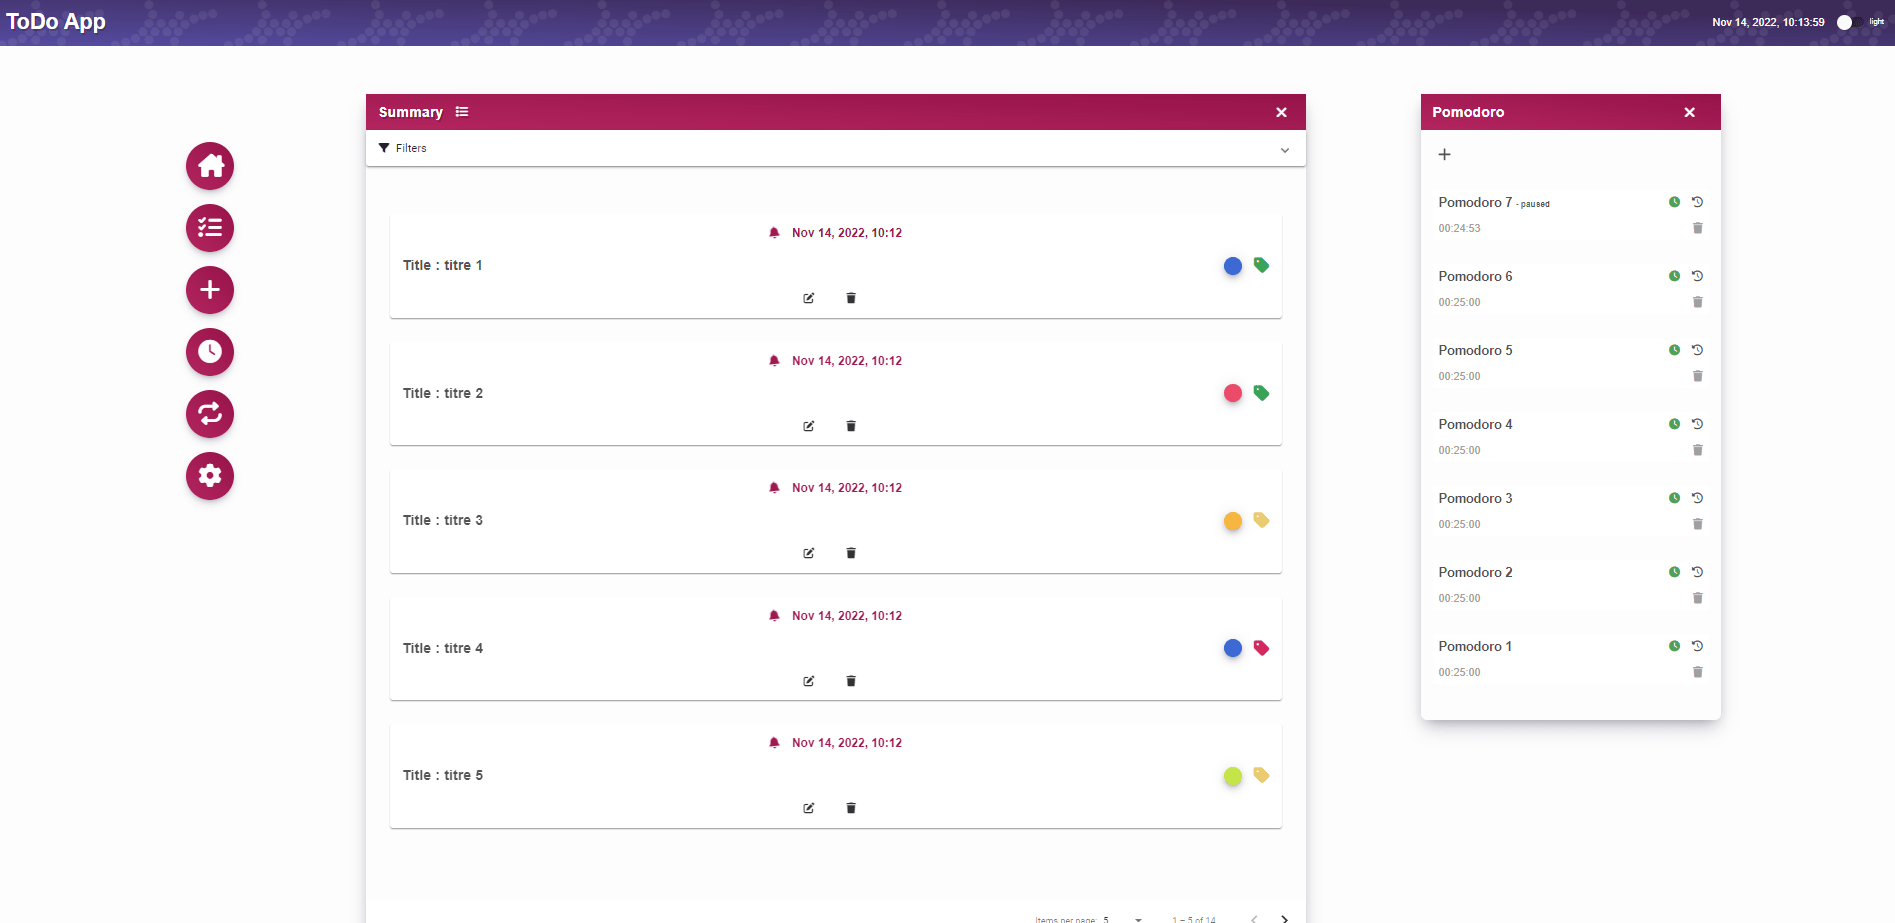 ToDo App
Nov 14, 2022, 10:13:59 light
Summary
Filters
Nov 14, 2022, 10:12
Title : titre 1
Nov 14, 2022, 10:12
Title : titre 2
Nov 14, 2022, 10:12
Title : titre 3
Nov 14, 2022, 10:12
Title : titre 4
Nov 14, 2022, 10:12
Title : titre 5
Items per page: 5 1 – 5 of 14
Pomodoro
Pomodoro 7 - paused
00:24:53
Pomodoro 6
00:25:00
Pomodoro 5
00:25:00
Pomodoro 4
00:25:00
Pomodoro 3
00:25:00
Pomodoro 2
00:25:00
Pomodoro 1
00:25:00